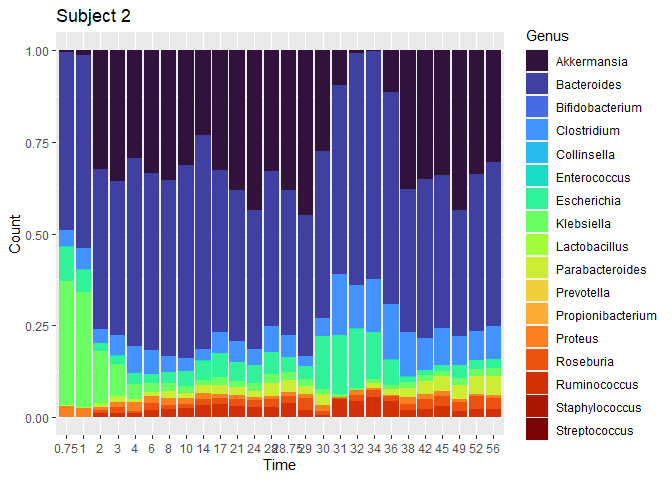 Subject 2
Genus
Akkermansia
Bacteroides
Bifidobacterium
Clostridium
Collinsella
Enterococcus
Escherichia
Klebsiella
Lactobacillus
Parabacteroides
Prevotella
Propionibacterium
Proteus
Roseburia
Ruminococcus
Staphylococcus
Streptococcus
Count
1.00
0.75
0.50
0.25
0.00
0.75 1 2 3 4 6 8 10 14 17 21 24 28 28.75 29 30 31 32 34 36 38 42 45 49 52 56
Time